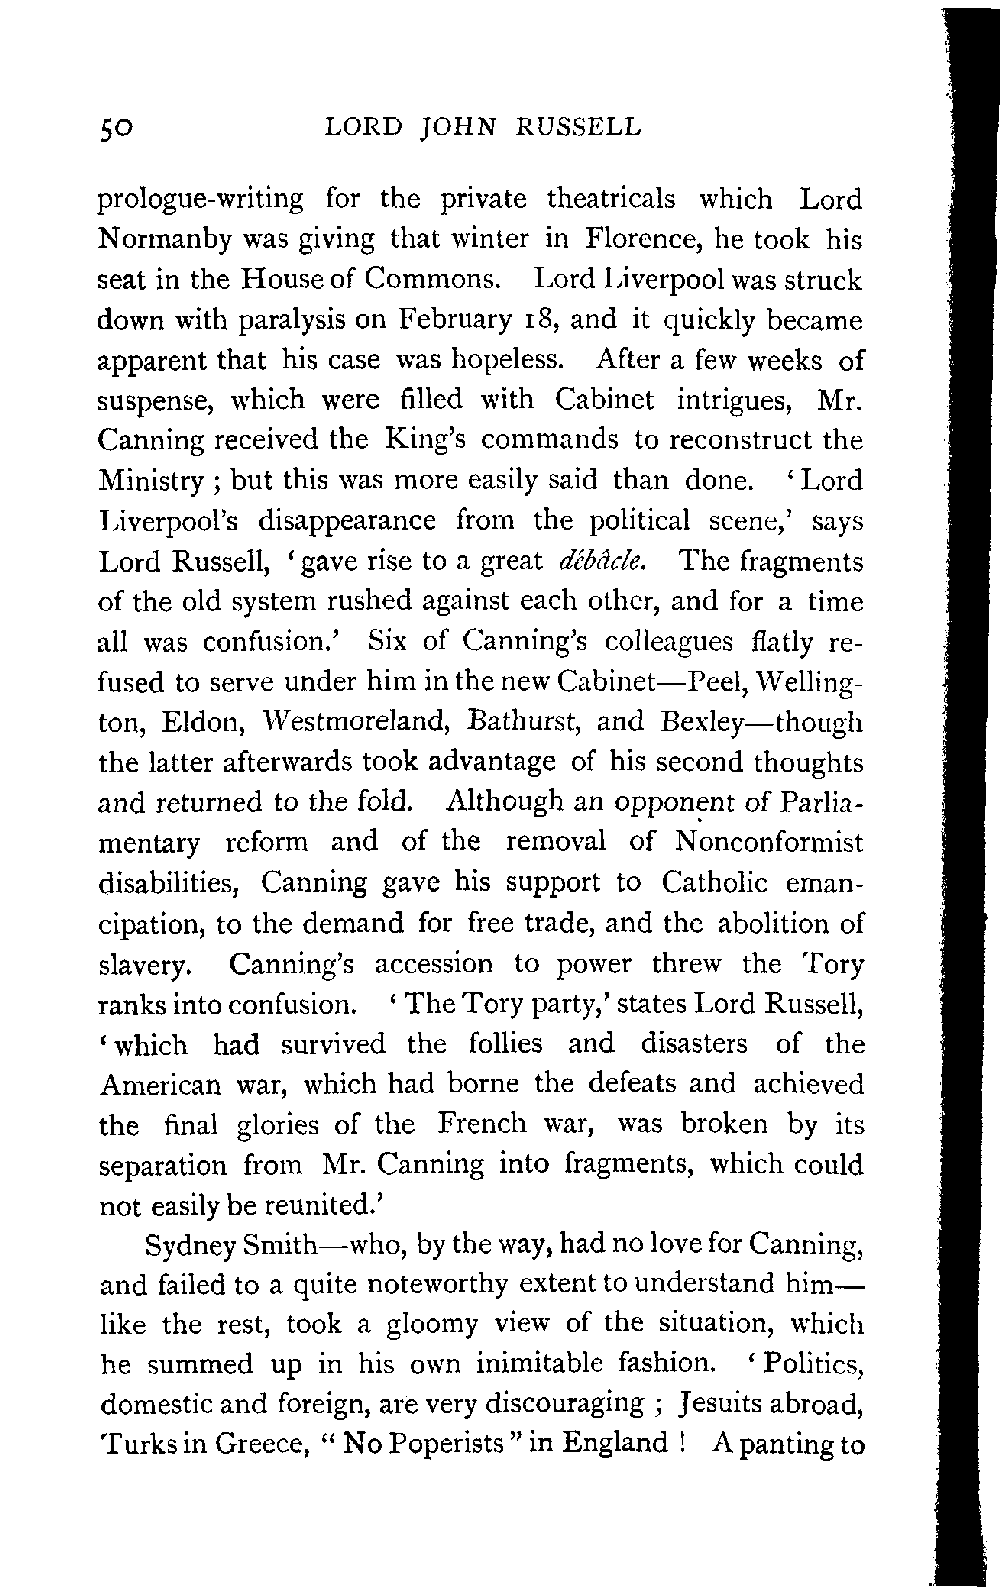 50 LORD JOHN RUSSELL
prologue-writing for the private theatricals which Lord
Normanby was giving that winter in Florence, he took his
seat in the House of Commons. Lord Liverpool was struck
down with paralysis on February 18, and it quickly became
apparent that his case was hopeless. After a few weeks of
suspense, which were filled with Cabinet intrigues, Mr.
Canning received the King's commands to reconstruct the
Ministry ; but this was more easily said than done. ‘ Lord
Liverpool's disappearance from the political scene,’ says
Lord Russell, ‘ gave rise to a great débâcle. The fragments
of the old system rushed against each other, and for a time
all was confusion.’ Six of Canning's colleagues flatly re-
fused to serve under him in the new Cabinet—Peel, Welling-
ton, Eldon, Westmoreland, Bathurst, and Bexley—though
the latter afterwards took advantage of his second thoughts
and returned to the fold. Although an opponent of Parlia-
mentary reform and of the removal of Nonconformist
disabilities, Canning gave his support to Catholic eman-
cipation, to the demand for free trade, and the abolition of
slavery. Canning's accession to power threw the Tory
ranks into confusion. ‘ The Tory party,’ states Lord Russell,
‘ which had survived the follies and disasters of the
American war, which had borne the defeats and achieved
the final glories of the French war, was broken by its
separation from Mr. Canning into fragments, which could
not easily be reunited.’
Sydney Smith—who, by the way, had no love for Canning,
and failed to a quite noteworthy extent to understand him—
like the rest, took a gloomy view of the situation, which
he summed up in his own inimitable fashion. ‘ Politics,
domestic and foreign, are very discouraging ; Jesuits abroad,
Turks in Greece, “ No Poperists ” in England ! A panting to